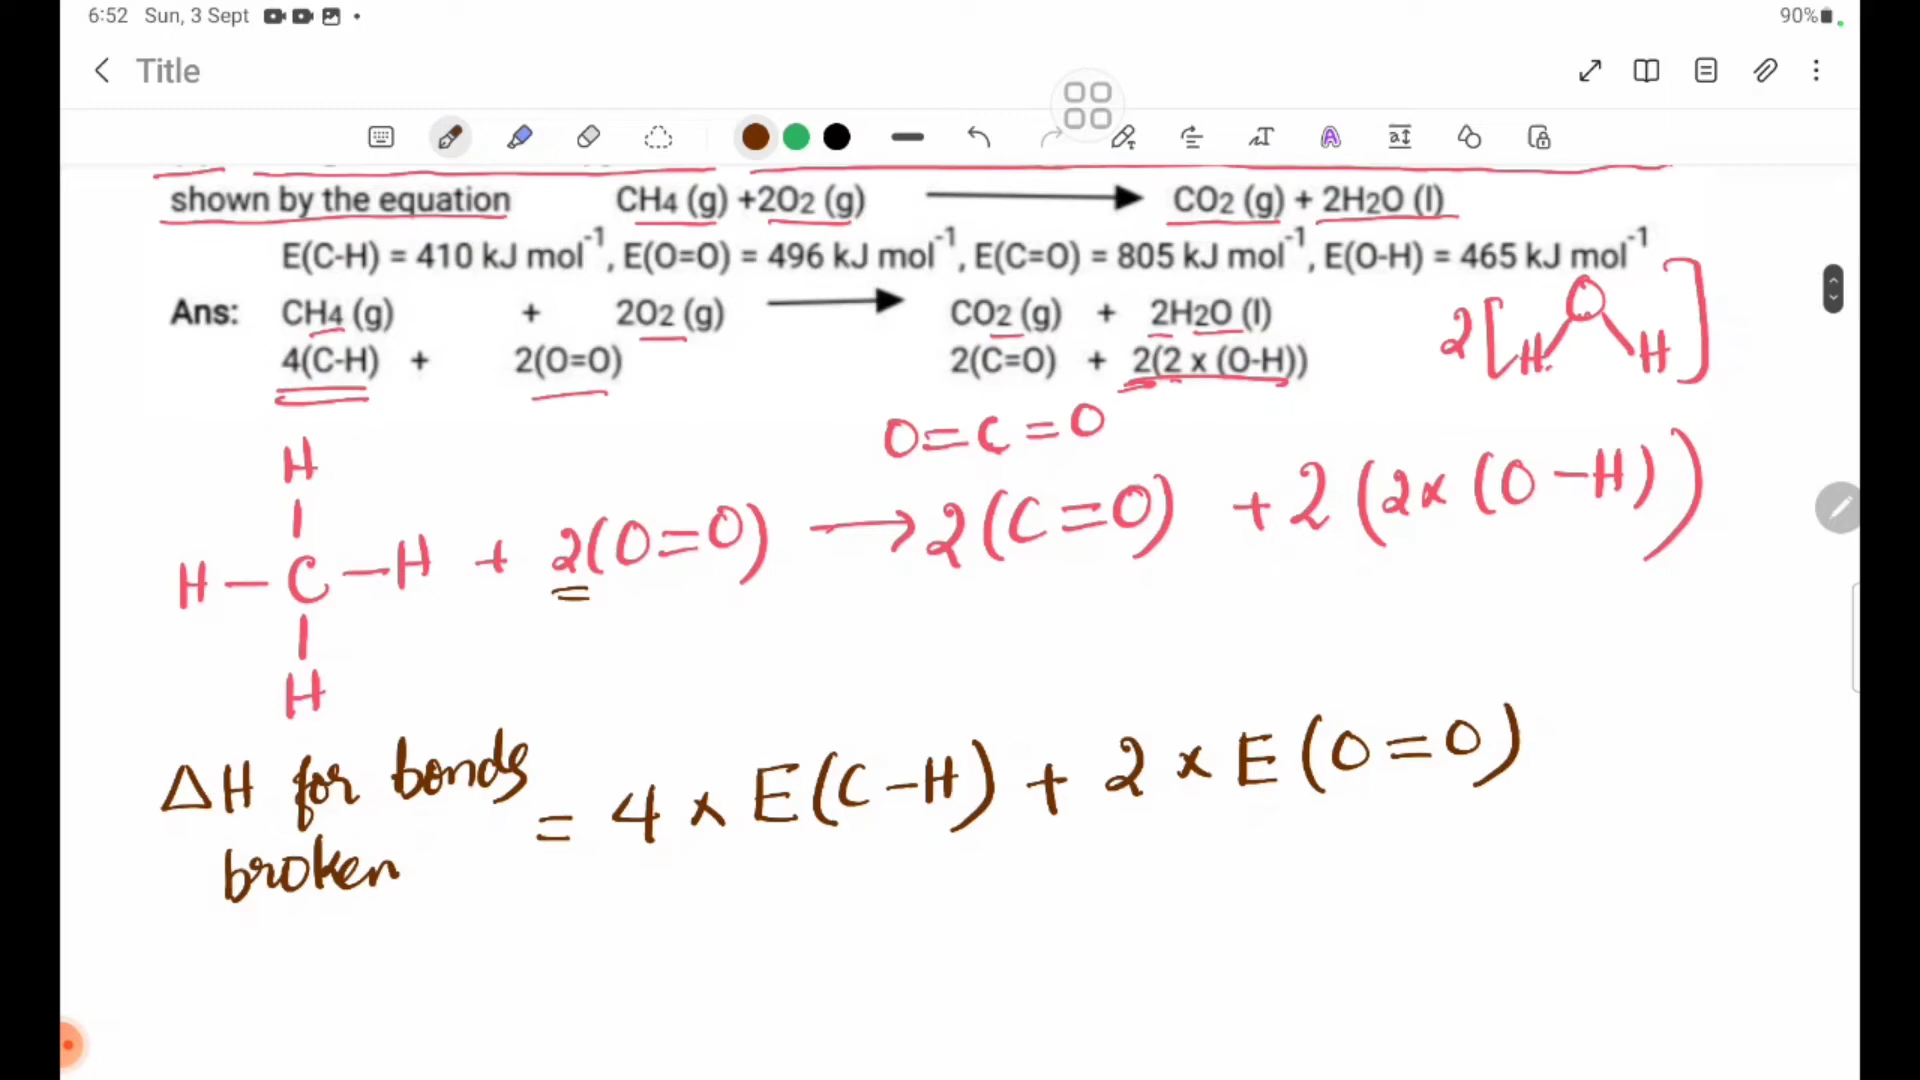 6:52 Sun, 3 Sept
90%
Title
shown by the equation CH4 (g) +2O2 (g) ⟶ CO2 (g) + 2H2O (l)
E(C-H) = 410 kJ mol-1, E(O=O) = 496 kJ mol-1, E(C=O) = 805 kJ mol-1, E(O-H) = 465 kJ mol-1
Ans: CH4 (g) + 2O2 (g) ⟶ CO2 (g) + 2H2O (l)
4(C-H) + 2(O=O) 2(C=O) + 2(2 x (O-H))
2[H O H]
O=C=O
H
H-C-H + 2(O=O) → 2(C=O) + 2(2×(O-H))
H
ΔH for bonds broken = 4 × E(C-H) + 2 × E(O=O)